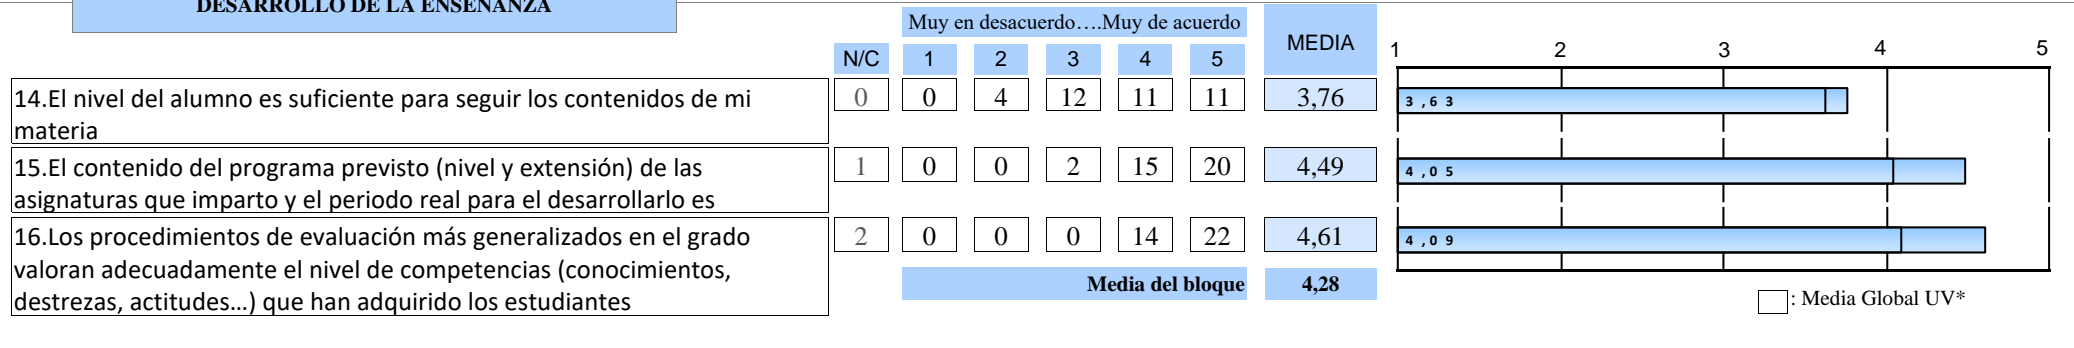 DESARROLLO DE LA ENSEÑANZA
Muy en desacuerdo….Muy de acuerdo
MEDIA
N/C 1 2 3 4 5
1 2 3 4 5
14.El nivel del alumno es suficiente para seguir los contenidos de mi
materia
0 0 4 12 11 11 3,76
3,63
15.El contenido del programa previsto (nivel y extensión) de las
asignaturas que imparto y el periodo real para el desarrollarlo es
1 0 0 2 15 20 4,49
4,05
16.Los procedimientos de evaluación más generalizados en el grado
valoran adecuadamente el nivel de competencias (conocimientos,
destrezas, actitudes…) que han adquirido los estudiantes
2 0 0 0 14 22 4,61
4,09
Media del bloque 4,28
: Media Global UV*